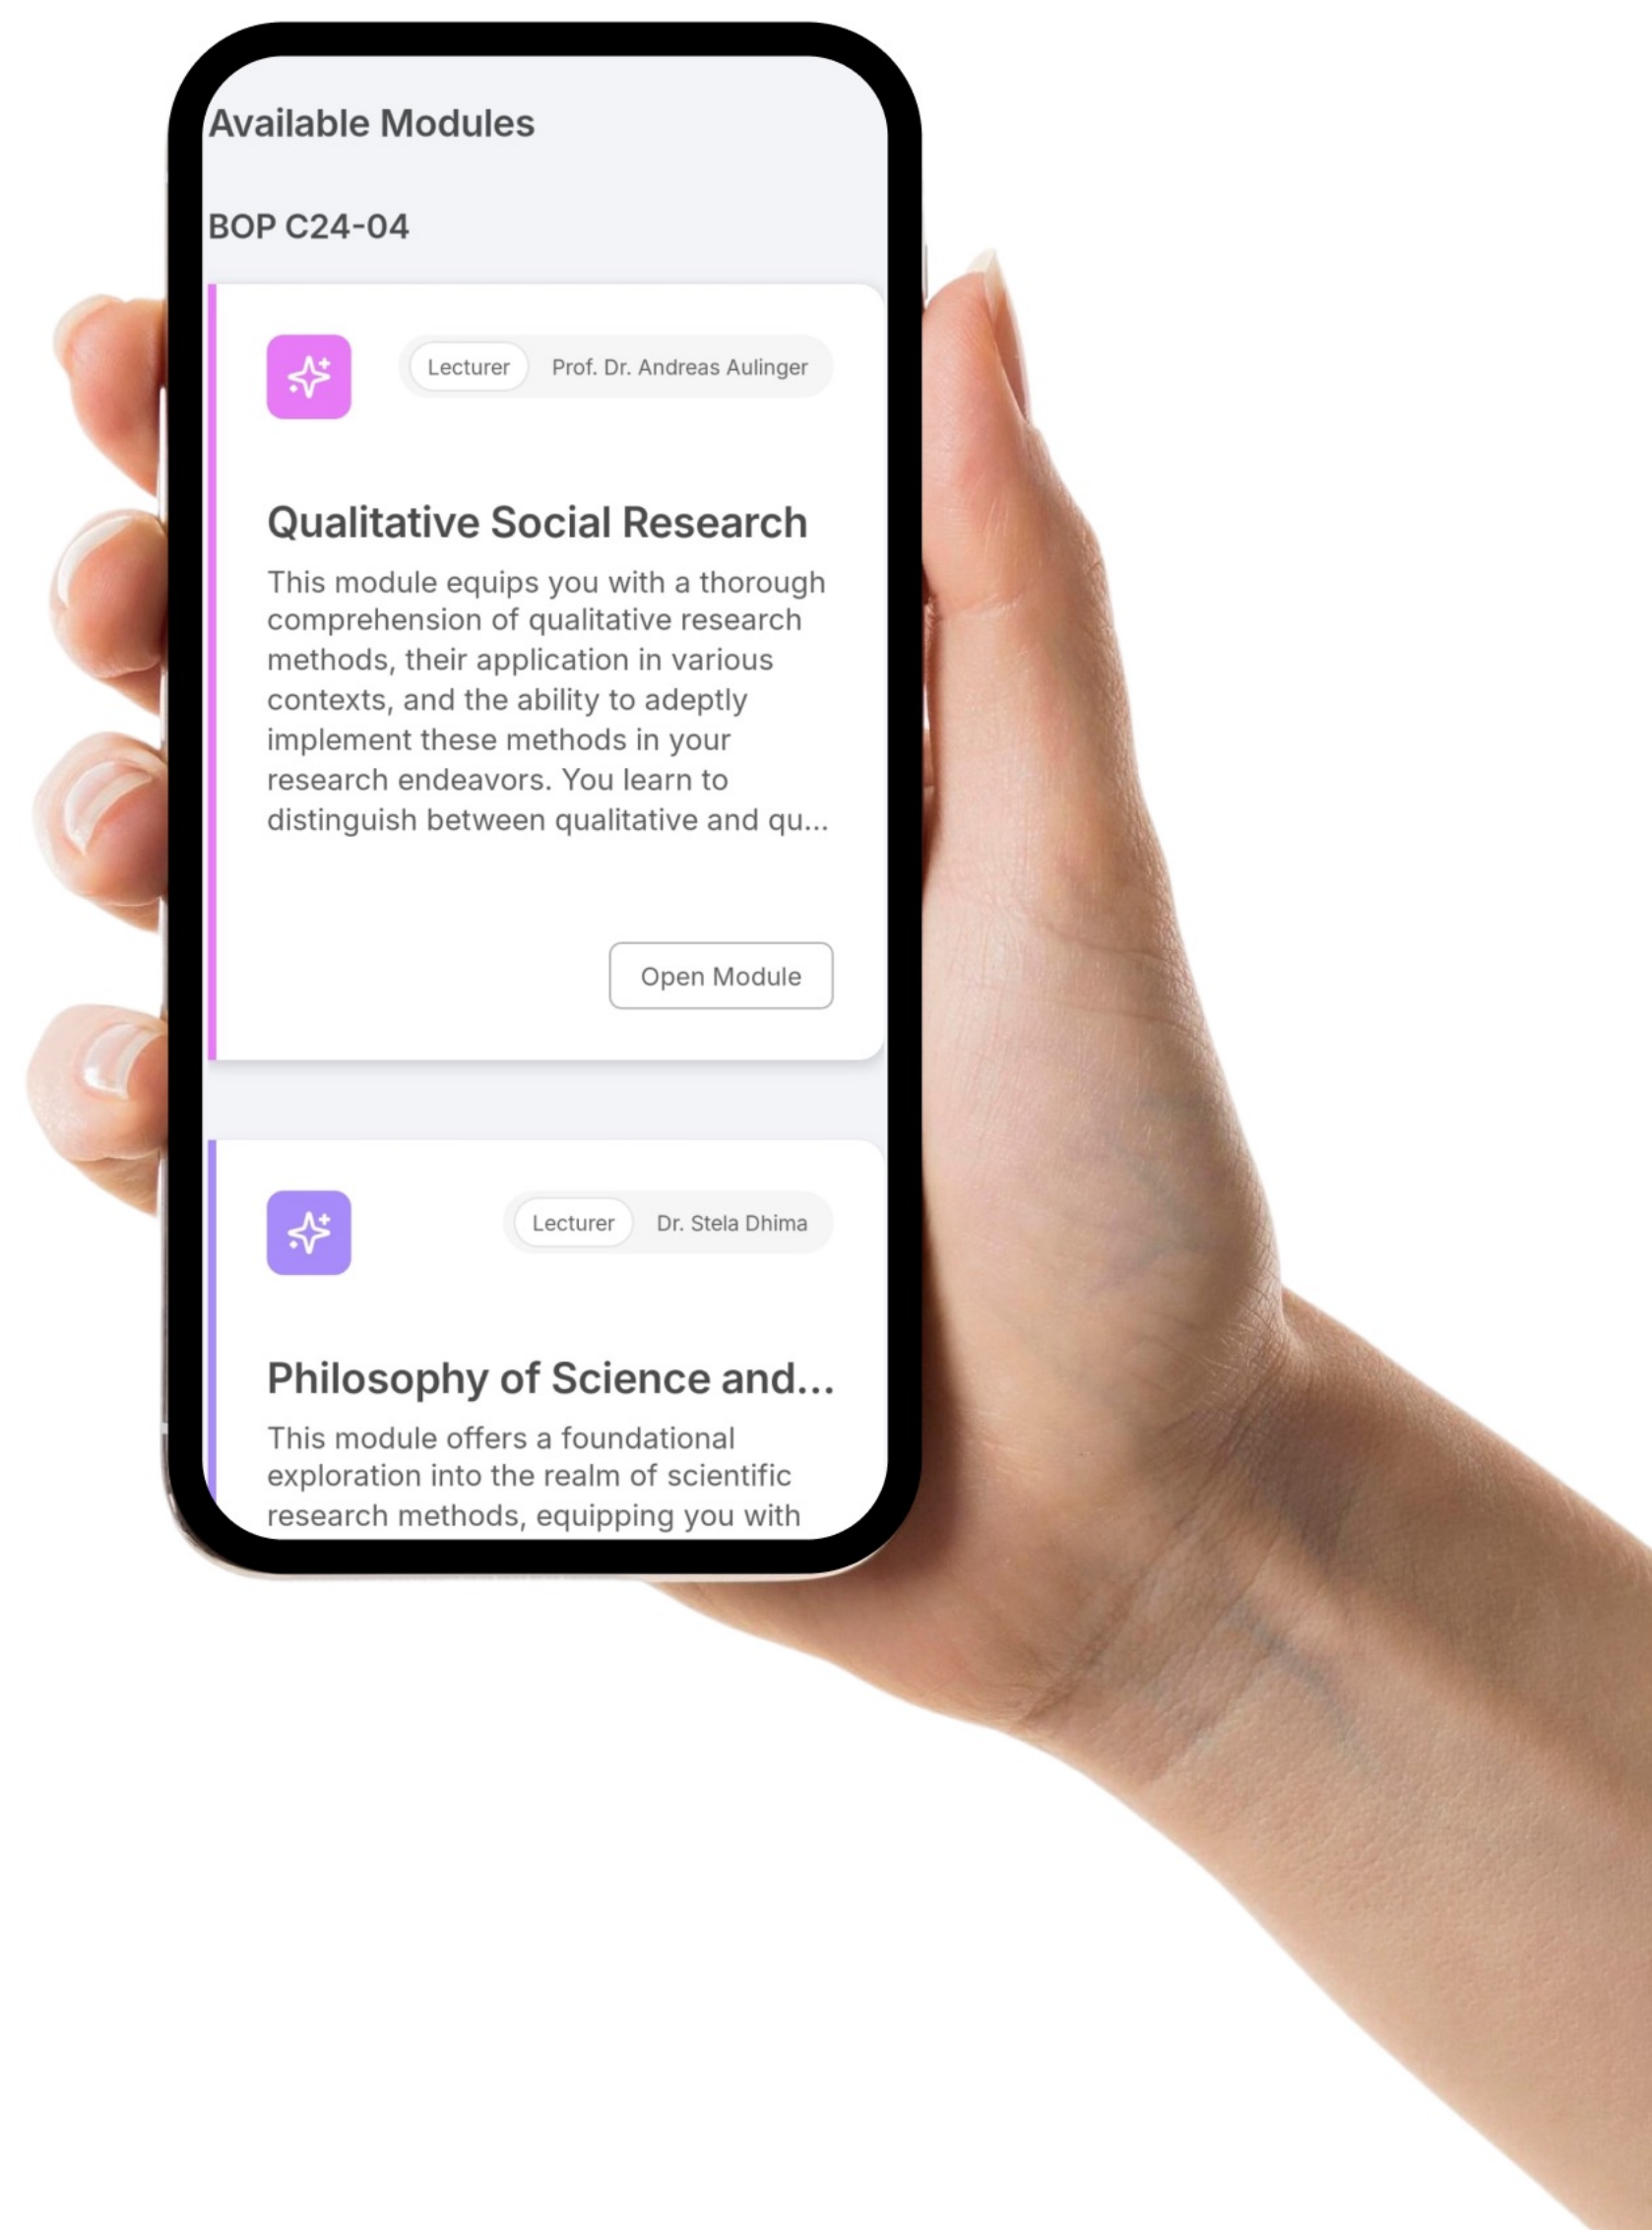 Available Modules
BOP C24-04
Lecturer Prof. Dr. Andreas Aulinger
Qualitative Social Research
This module equips you with a thorough
comprehension of qualitative research
methods, their application in various
contexts, and the ability to adeptly
implement these methods in your
research endeavors. You learn to
distinguish between qualitative and qu...
Open Module
Lecturer Dr. Stela Dhima
Philosophy of Science and...
This module offers a foundational
exploration into the realm of scientific
research methods, equipping you with